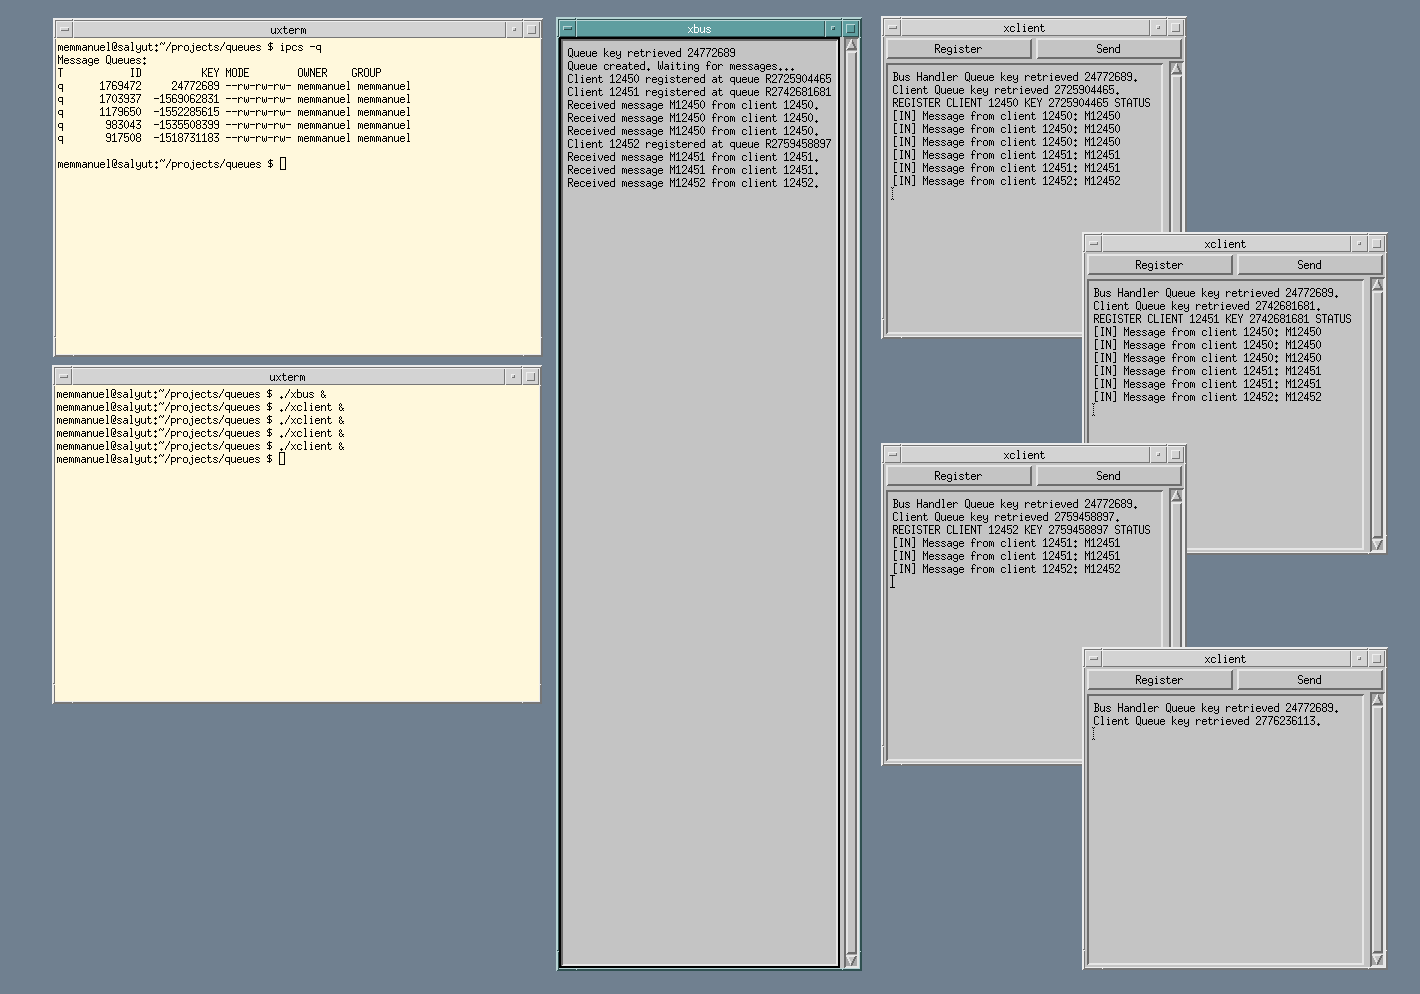 uxterm
memmanuel@salyut:~/projects/queues $ ipcs -q
Message Queues:
T ID KEY MODE OWNER GROUP
q 1769472 24772689 --rw-rw-rw- memmanuel memmanuel
q 1703937 -1569062831 --rw-rw-rw- memmanuel memmanuel
q 1179650 -1552285615 --rw-rw-rw- memmanuel memmanuel
q 983043 -1535508399 --rw-rw-rw- memmanuel memmanuel
q 917508 -1518731183 --rw-rw-rw- memmanuel memmanuel
memmanuel@salyut:~/projects/queues $
uxterm
memmanuel@salyut:~/projects/queues $ ./xbus &
memmanuel@salyut:~/projects/queues $ ./xclient &
memmanuel@salyut:~/projects/queues $ ./xclient &
memmanuel@salyut:~/projects/queues $ ./xclient &
memmanuel@salyut:~/projects/queues $ ./xclient &
memmanuel@salyut:~/projects/queues $
xbus
Queue key retrieved 24772689
Queue created. Waiting for messages...
Client 12450 registered at queue R2725904465
Client 12451 registered at queue R2742681681
Received message M12450 from client 12450.
Received message M12450 from client 12450.
Received message M12450 from client 12450.
Client 12452 registered at queue R2759458897
Received message M12451 from client 12451.
Received message M12451 from client 12451.
Received message M12452 from client 12452.
xclient
Register Send
Bus Handler Queue key retrieved 24772689.
Client Queue key retrieved 2725904465.
REGISTER CLIENT 12450 KEY 2725904465 STATUS
[IN] Message from client 12450: M12450
[IN] Message from client 12450: M12450
[IN] Message from client 12450: M12450
[IN] Message from client 12451: M12451
[IN] Message from client 12451: M12451
[IN] Message from client 12452: M12452
xclient
Register Send
Bus Handler Queue key retrieved 24772689.
Client Queue key retrieved 2742681681.
REGISTER CLIENT 12451 KEY 2742681681 STATUS
[IN] Message from client 12450: M12450
[IN] Message from client 12450: M12450
[IN] Message from client 12450: M12450
[IN] Message from client 12451: M12451
[IN] Message from client 12451: M12451
[IN] Message from client 12452: M12452
xclient
Register Send
Bus Handler Queue key retrieved 24772689.
Client Queue key retrieved 2759458897.
REGISTER CLIENT 12452 KEY 2759458897 STATUS
[IN] Message from client 12451: M12451
[IN] Message from client 12451: M12451
[IN] Message from client 12452: M12452
xclient
Register Send
Bus Handler Queue key retrieved 24772689.
Client Queue key retrieved 2776236113.